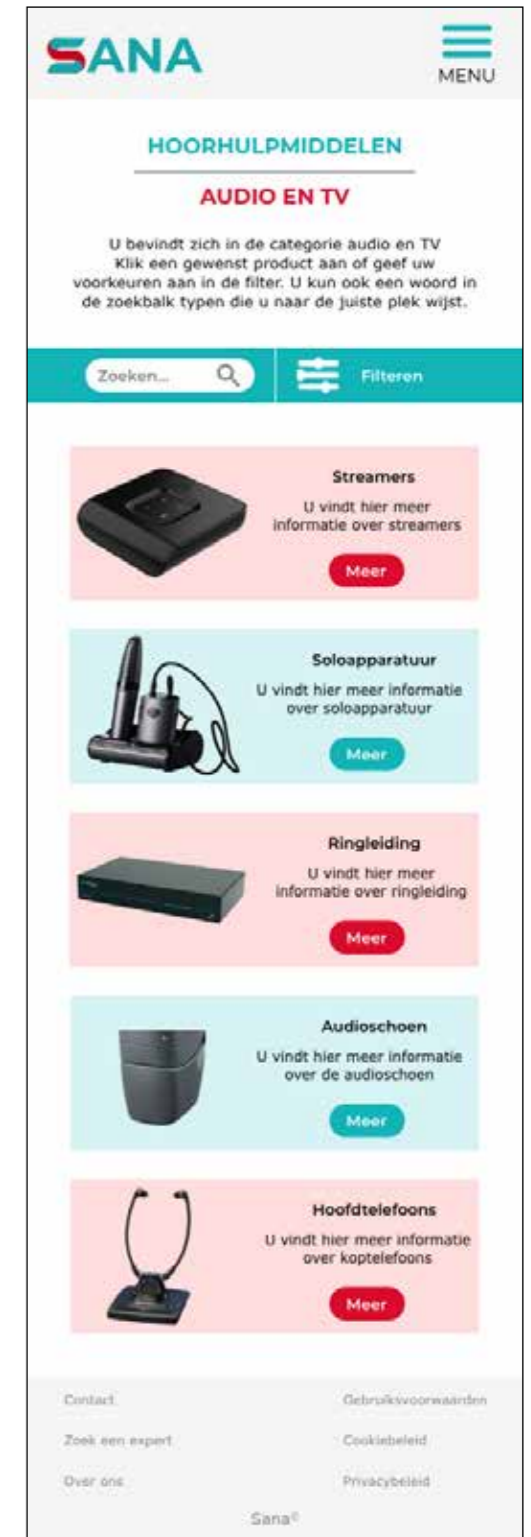 SANA
MENU
HOORHULPMIDDELEN
AUDIO EN TV
U bevindt zich in de categorie audio en TV
Klik een gewenst product aan of geef uw
voorkeuren aan in de filter. U kun ook een woord in
de zoekbalk typen die u naar de juiste plek wijst.
Zoeken...
Filteren
Streamers
U vindt hier meer
informatie over streamers
Meer
Soloapparatuur
U vindt hier meer informatie
over soloapparatuur
Meer
Ringleiding
U vindt hier meer
informatie over ringleiding
Meer
Audioschoen
U vindt hier meer informatie
over de audioschoen
Meer
Hoofdtelefoons
U vindt hier meer informatie
over koptelefoons
Meer
Contact
Gebruiksvoorwaarden
Zoek een expert
Cookiebeleid
Over ons
Privacybeleid
Sana©